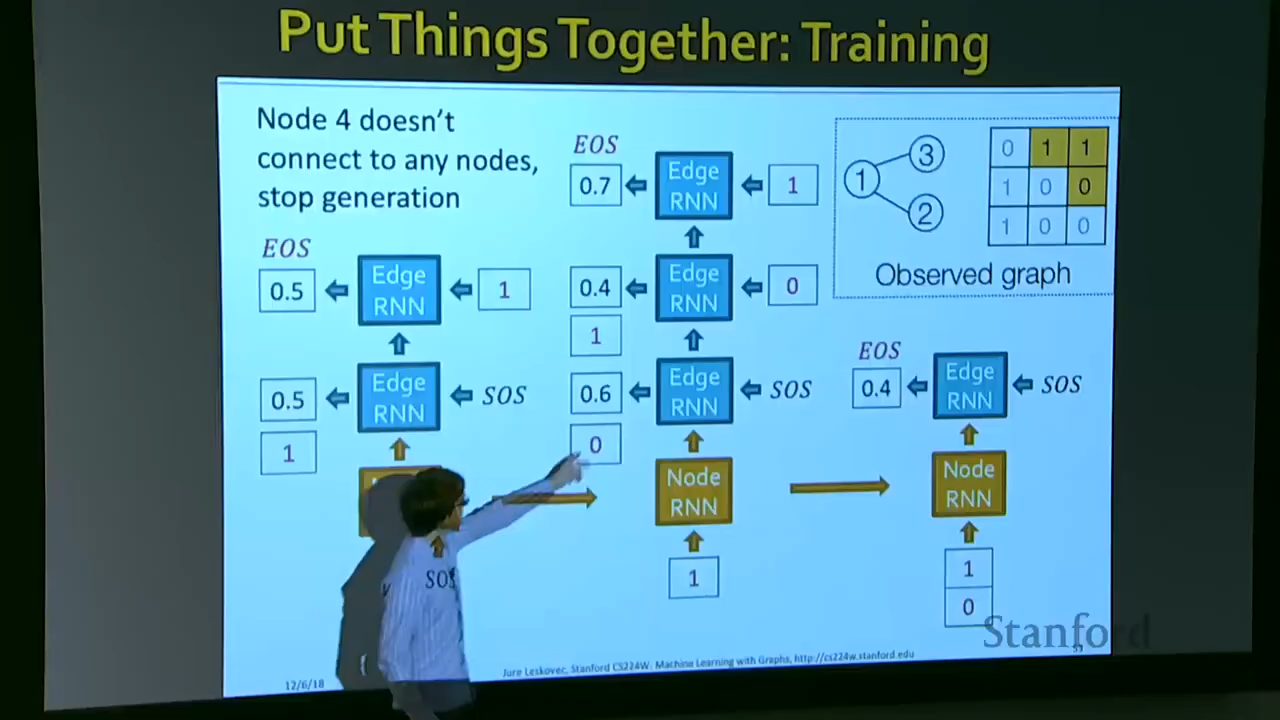 Put Things Together: Training
Node 4 doesn't
connect to any nodes,
stop generation
EOS
0.5
Edge
RNN
1
0.5
1
Edge
RNN
SOS
SOS
EOS
0.7
Edge
RNN
1
0.4
1
Edge
RNN
0
0.6
0
Edge
RNN
SOS
Node
RNN
1
1
3
2
0 1 1
1 0 0
1 0 0
Observed graph
EOS
0.4
Edge
RNN
SOS
Node
RNN
1
0
Stanford
12/6/18
Jure Leskovec, Stanford CS224W: Machine Learning with Graphs, http://cs224w.stanford.edu